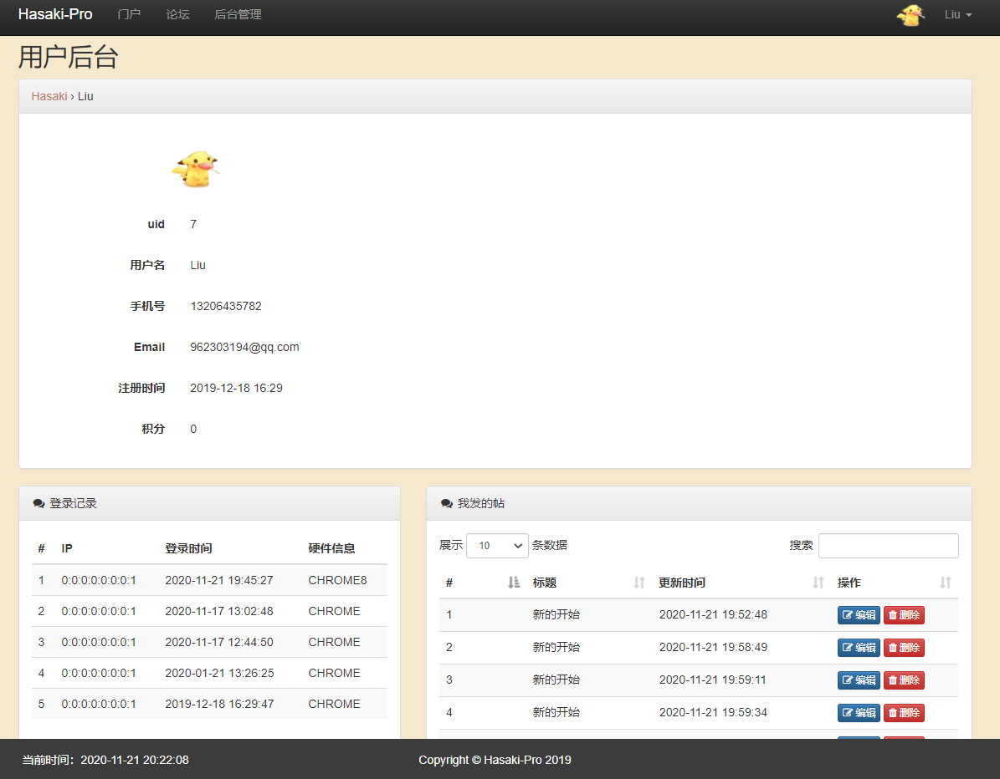 Hasaki-Pro 门户 论坛 后台管理 Liu
用户后台
Hasaki › Liu
uid 7
用户名 Liu
手机号 13206435782
Email 962303194@qq.com
注册时间 2019-12-18 16:29
积分 0
登录记录
# IP 登录时间 硬件信息
1 0:0:0:0:0:0:0:1 2020-11-21 19:45:27 CHROME8
2 0:0:0:0:0:0:0:1 2020-11-17 13:02:48 CHROME
3 0:0:0:0:0:0:0:1 2020-11-17 12:44:50 CHROME
4 0:0:0:0:0:0:0:1 2020-01-21 13:26:25 CHROME
5 0:0:0:0:0:0:0:1 2019-12-18 16:29:47 CHROME
我发的帖
展示 10 条数据 搜索
# 标题 更新时间 操作
1 新的开始 2020-11-21 19:52:48 编辑 删除
2 新的开始 2020-11-21 19:58:49 编辑 删除
3 新的开始 2020-11-21 19:59:11 编辑 删除
4 新的开始 2020-11-21 19:59:34 编辑 删除
当前时间：2020-11-21 20:22:08 Copyright © Hasaki-Pro 2019